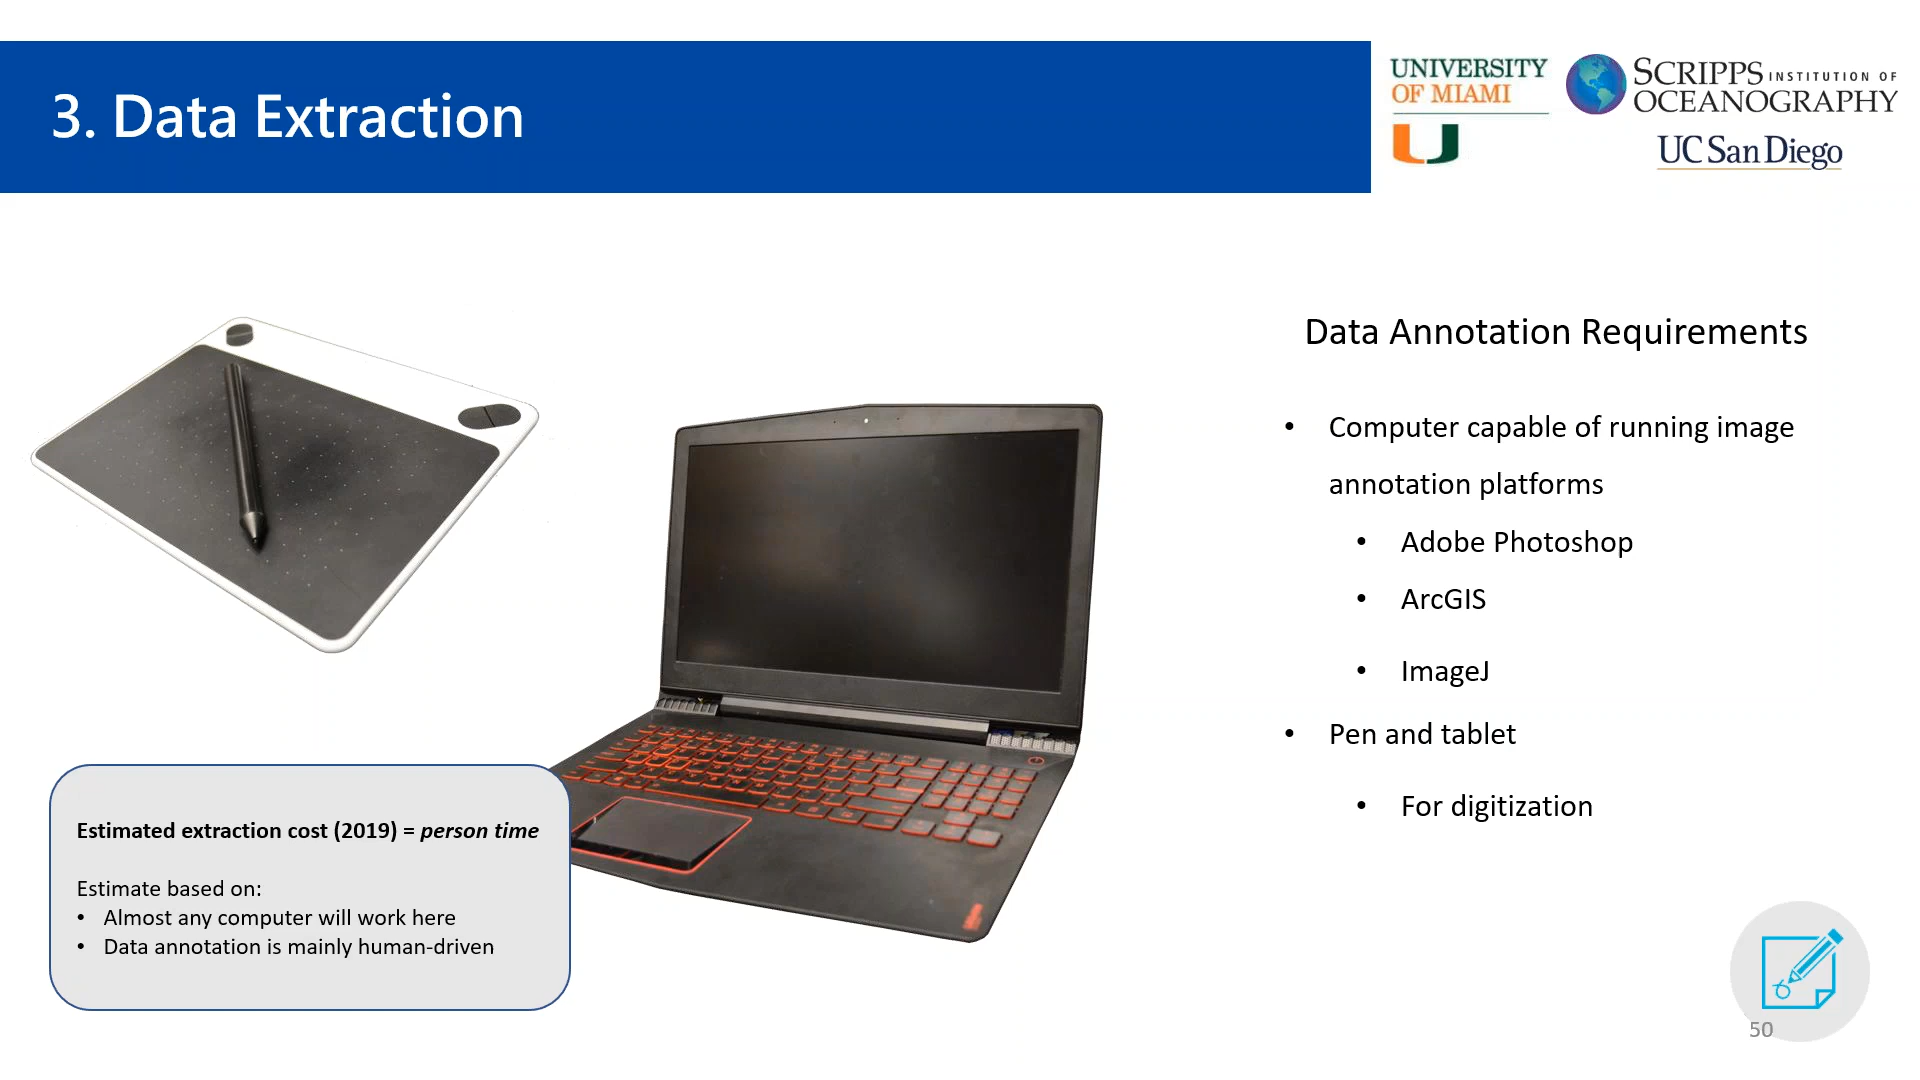 3. Data Extraction
UNIVERSITY
OF MIAMI
SCRIPPS INSTITUTION OF
OCEANOGRAPHY
UC San Diego
Data Annotation Requirements
• Computer capable of running image
annotation platforms
• Adobe Photoshop
• ArcGIS
• ImageJ
• Pen and tablet
• For digitization
Estimated extraction cost (2019) = person time
Estimate based on:
• Almost any computer will work here
• Data annotation is mainly human-driven
50